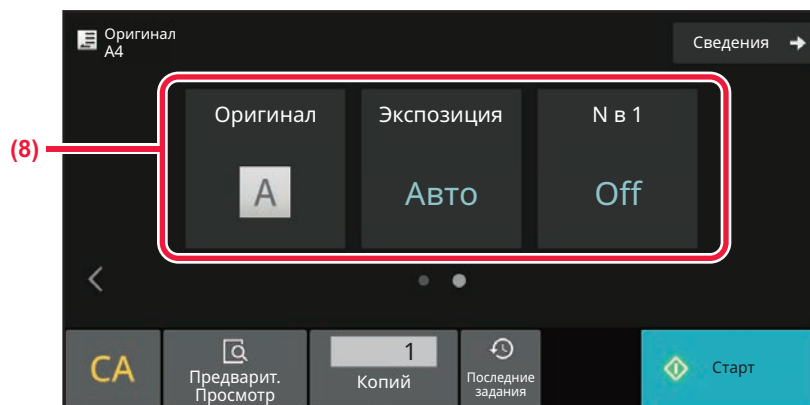 Оригинал
A4
Сведения
(8)
Оригинал
Экспозиция
N в 1
A
Авто
Off
CA
Предварит.
Просмотр
1
Копий
Последние
задания
Старт